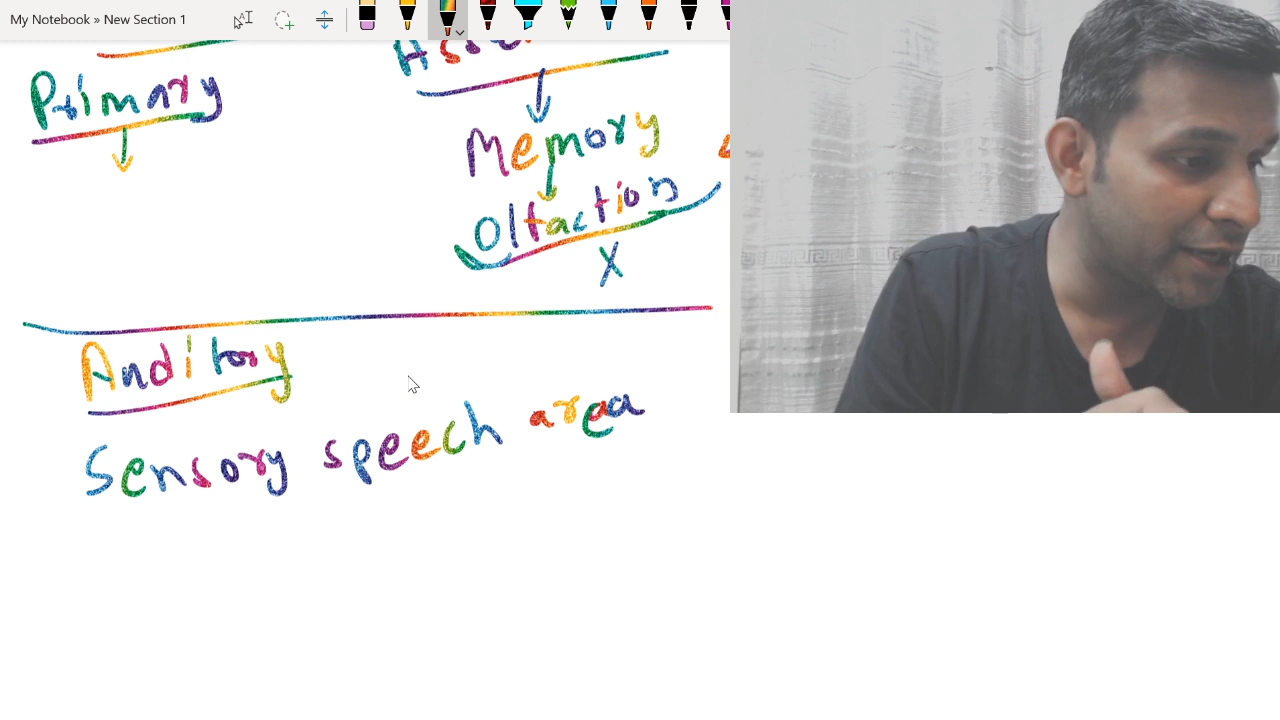 My Notebook » New Section 1
Primary
Memory
Olfaction
X
Auditory
Sensory speech area